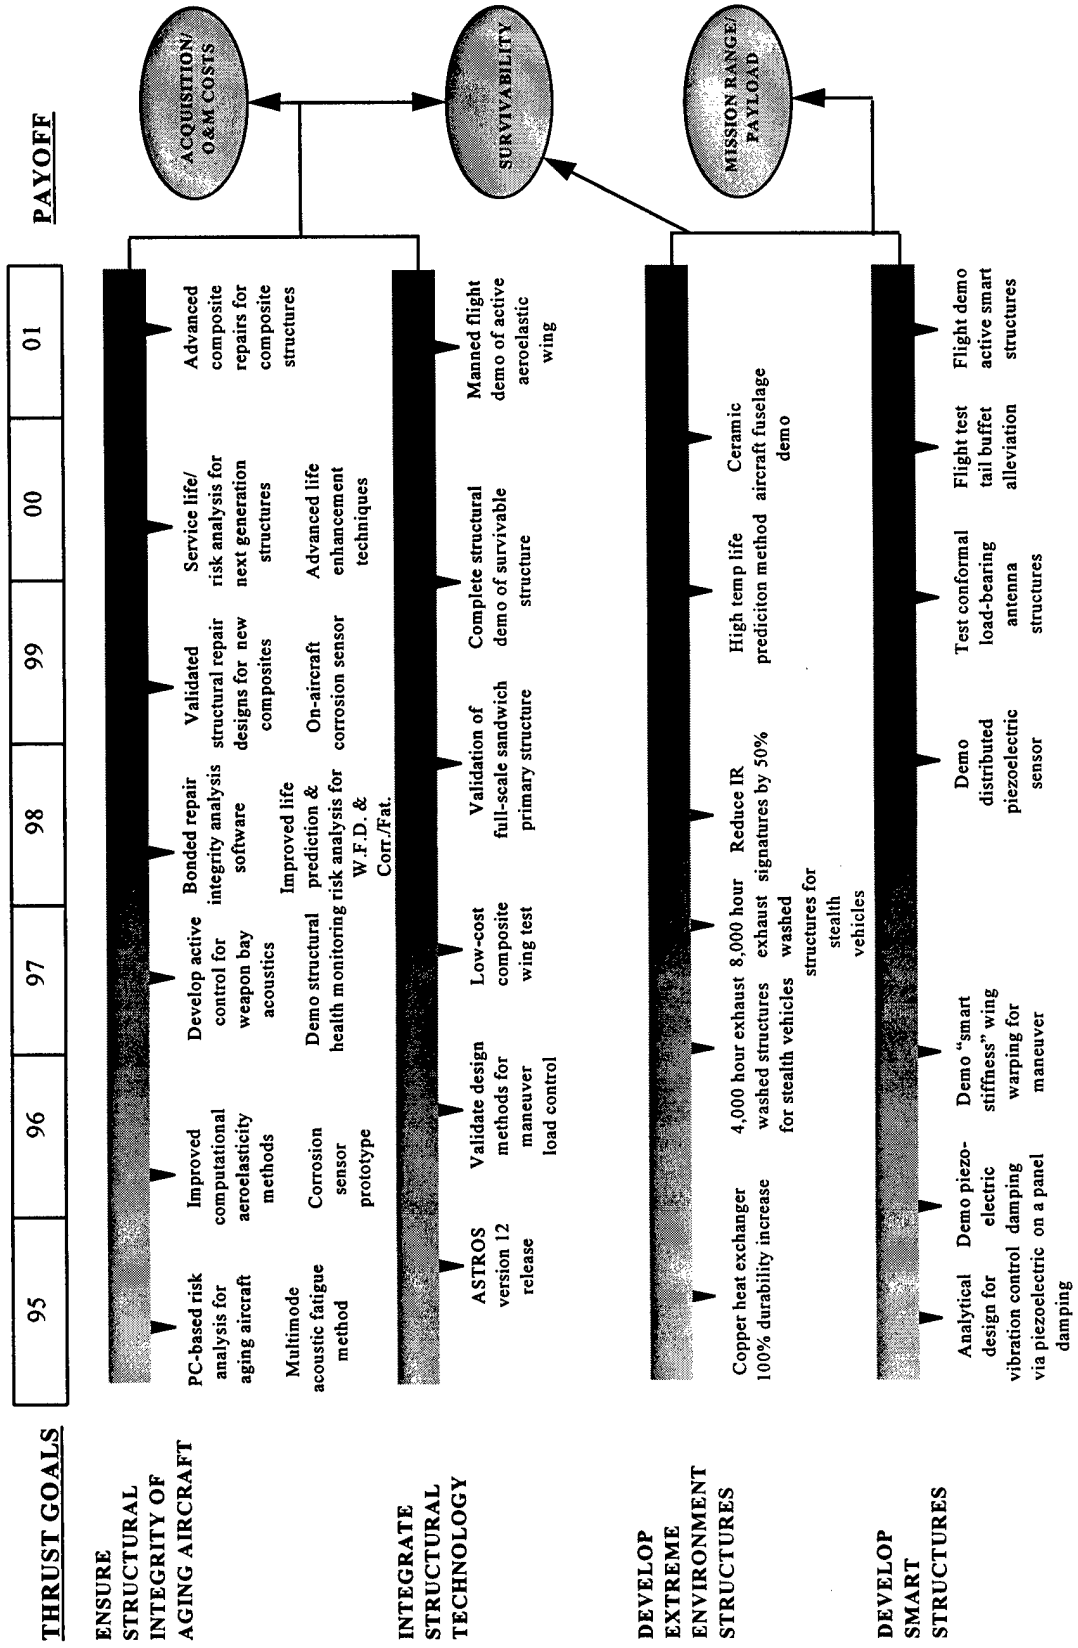 THRUST GOALS
95
96
97
98
99
00
01
PAYOFF
ENSURE
STRUCTURAL
INTEGRITY OF
AGING AIRCRAFT
PC-based risk
analysis for
aging aircraft
Multimode
acoustic fatigue
method
Improved
computational
aeroelasticity
methods
Corrosion
sensor
prototype
Develop active
control for
weapon bay
acoustics
Demo structural
health monitoring
Bonded repair
integrity analysis
software
Improved life
prediction &
risk analysis for
W.F.D. &
Corr./Fat.
Validated
structural repair
designs for new
composites
On-aircraft
corrosion sensor
Service life/
risk analysis for
next generation
structures
Advanced life
enhancement
techniques
Advanced
composite
repairs for
composite
structures
ACQUISITION/
O&M COSTS
INTEGRATE
STRUCTURAL
TECHNOLOGY
ASTROS
version 12
release
Validate design
methods for
maneuver
load control
Low-cost
composite
wing test
Validation of
full-scale sandwich
primary structure
Complete structural
demo of survivable
structure
Manned flight
demo of active
aeroelastic
wing
SURVIVABILITY
DEVELOP
EXTREME
ENVIRONMENT
STRUCTURES
Copper heat exchanger
100% durability increase
4,000 hour exhaust
washed structures
for stealth vehicles
8,000 hour
exhaust
washed
structures for
stealth
vehicles
Reduce IR
signatures by 50%
High temp life
prediciton method
Ceramic
aircraft fuselage
demo
MISSION RANGE/
PAYLOAD
DEVELOP
SMART
STRUCTURES
Analytical
design for
vibration control
via piezoelectric
damping
Demo piezo-
electric
damping
on a panel
Demo "smart
stiffness" wing
warping for
maneuver
Demo
distributed
piezoelectric
sensor
Test conformal
load-bearing
antenna
structures
Flight test
tail buffet
alleviation
Flight demo
active smart
structures